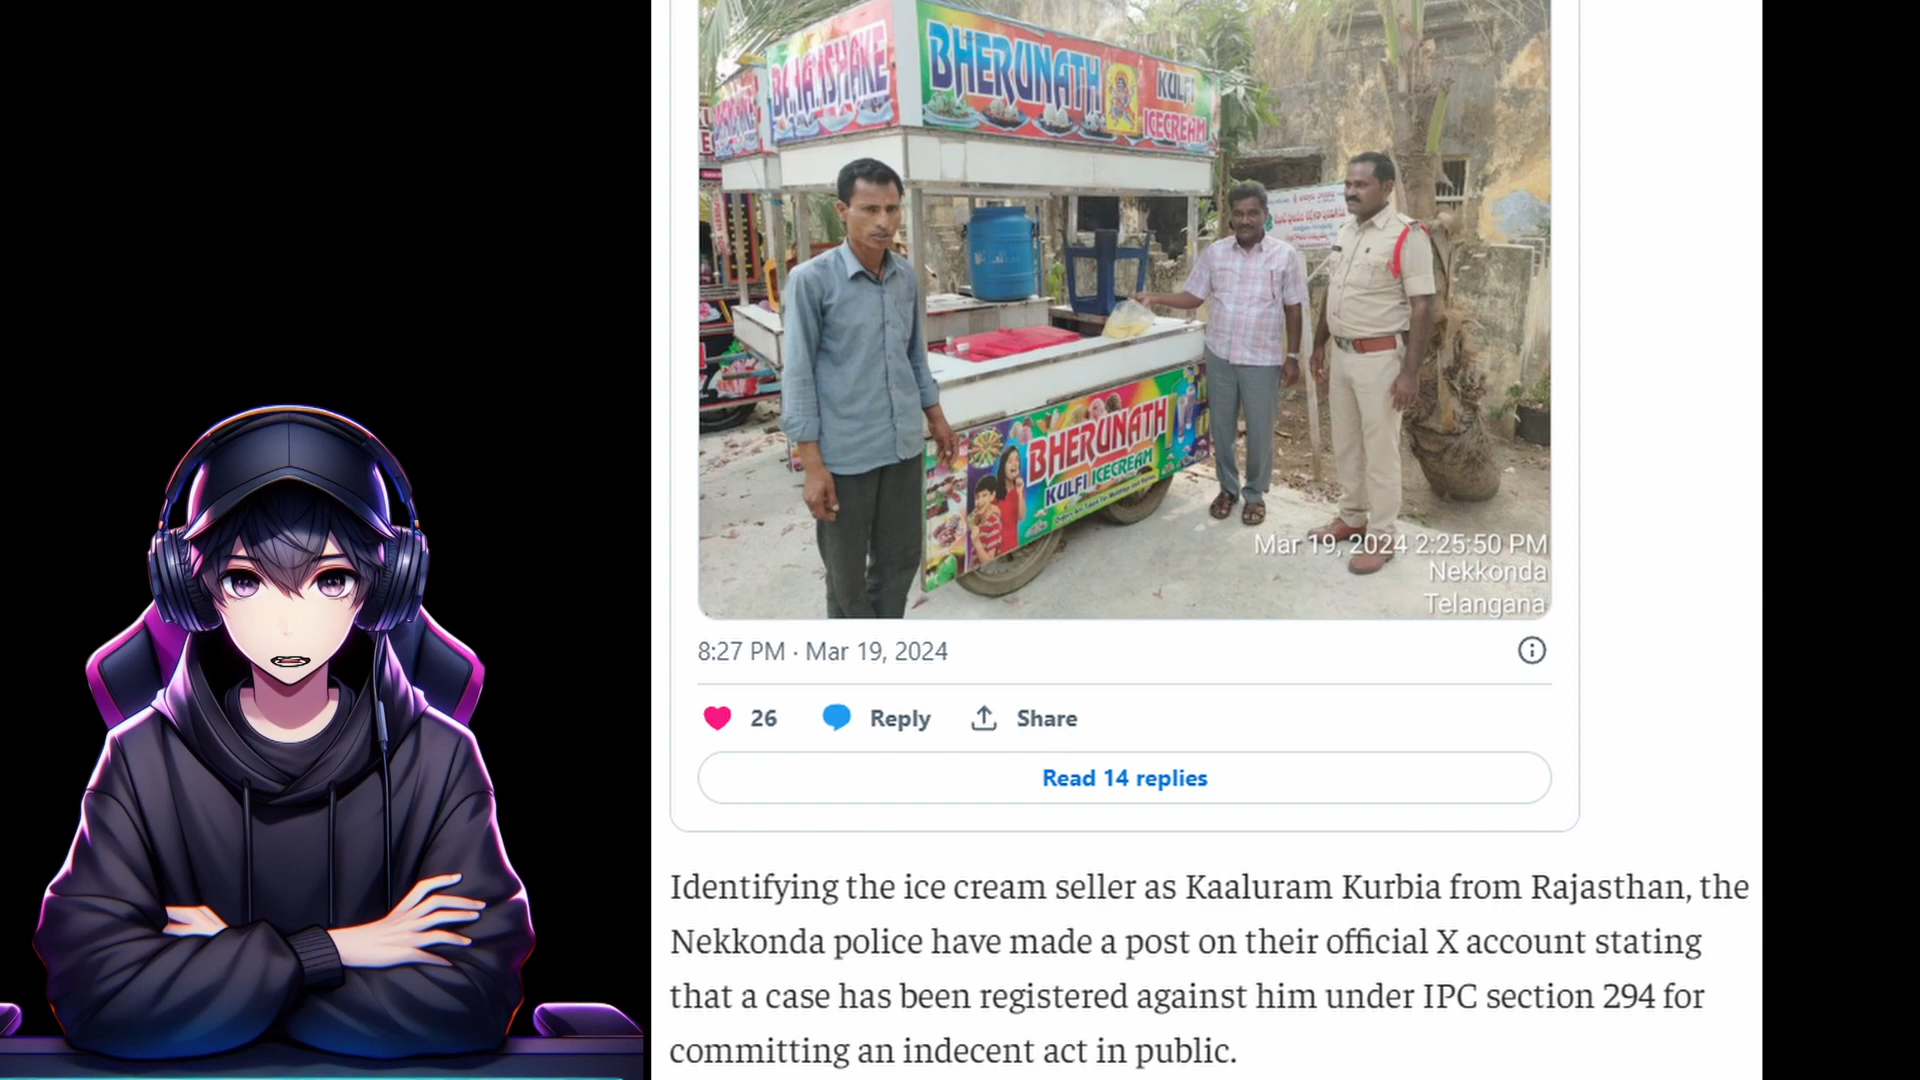 BHERUNATH
KULFI
ICECREAM
BHERUNATH
KULFI ICECREAM
Mar 19, 2024 2:25:50 PM
Nekkonda
Telangana
8:27 PM · Mar 19, 2024
26 Reply Share
Read 14 replies
Identifying the ice cream seller as Kaaluram Kurbia from Rajasthan, the
Nekkonda police have made a post on their official X account stating
that a case has been registered against him under IPC section 294 for
committing an indecent act in public.